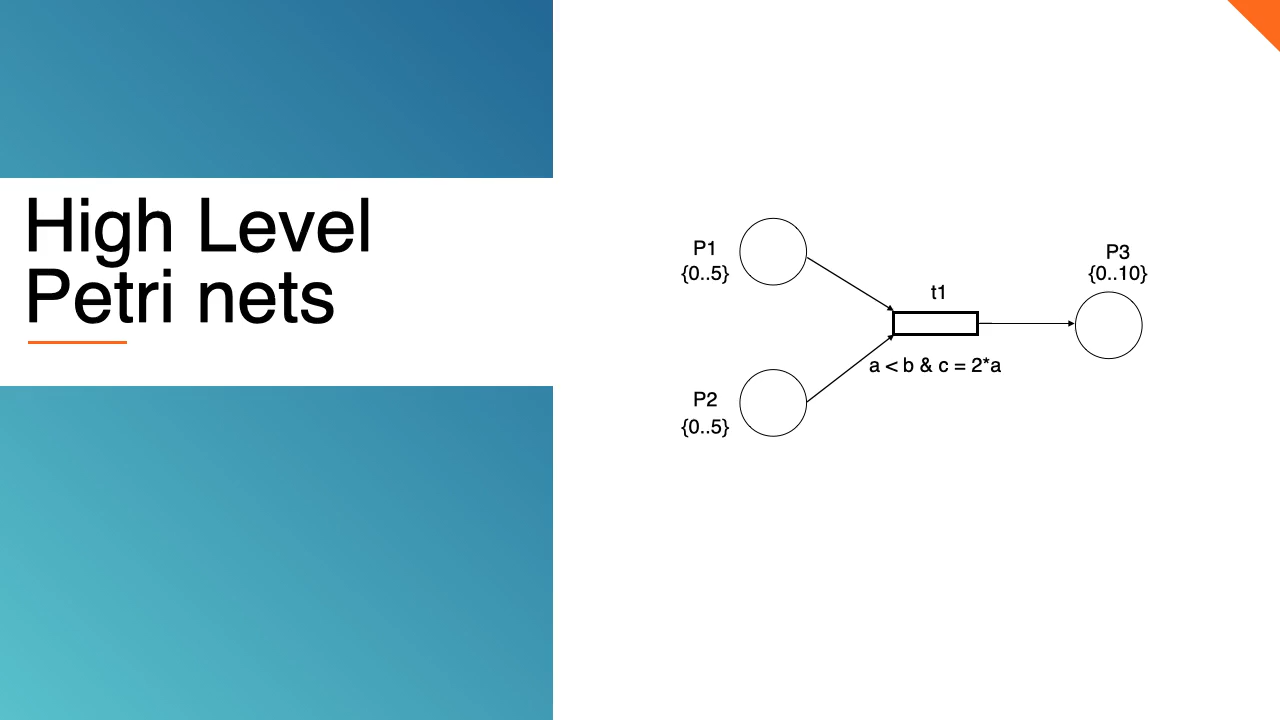 High Level
Petri nets
P1
{0..5}
P2
{0..5}
t1
a < b & c = 2*a
P3
{0..10}